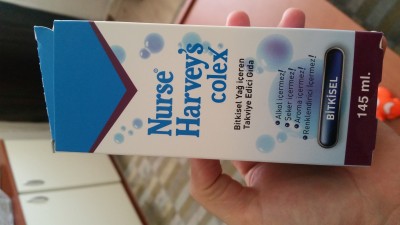 Nurse®
Harvey's
colex
Bitkisel Yağ içeren
Takviye Edici Gıda
• Alkol içermez!
• Şeker içermez!
• Aroma içermez!
• Renklendirici içermez!
BİTKİSEL
145 ml.